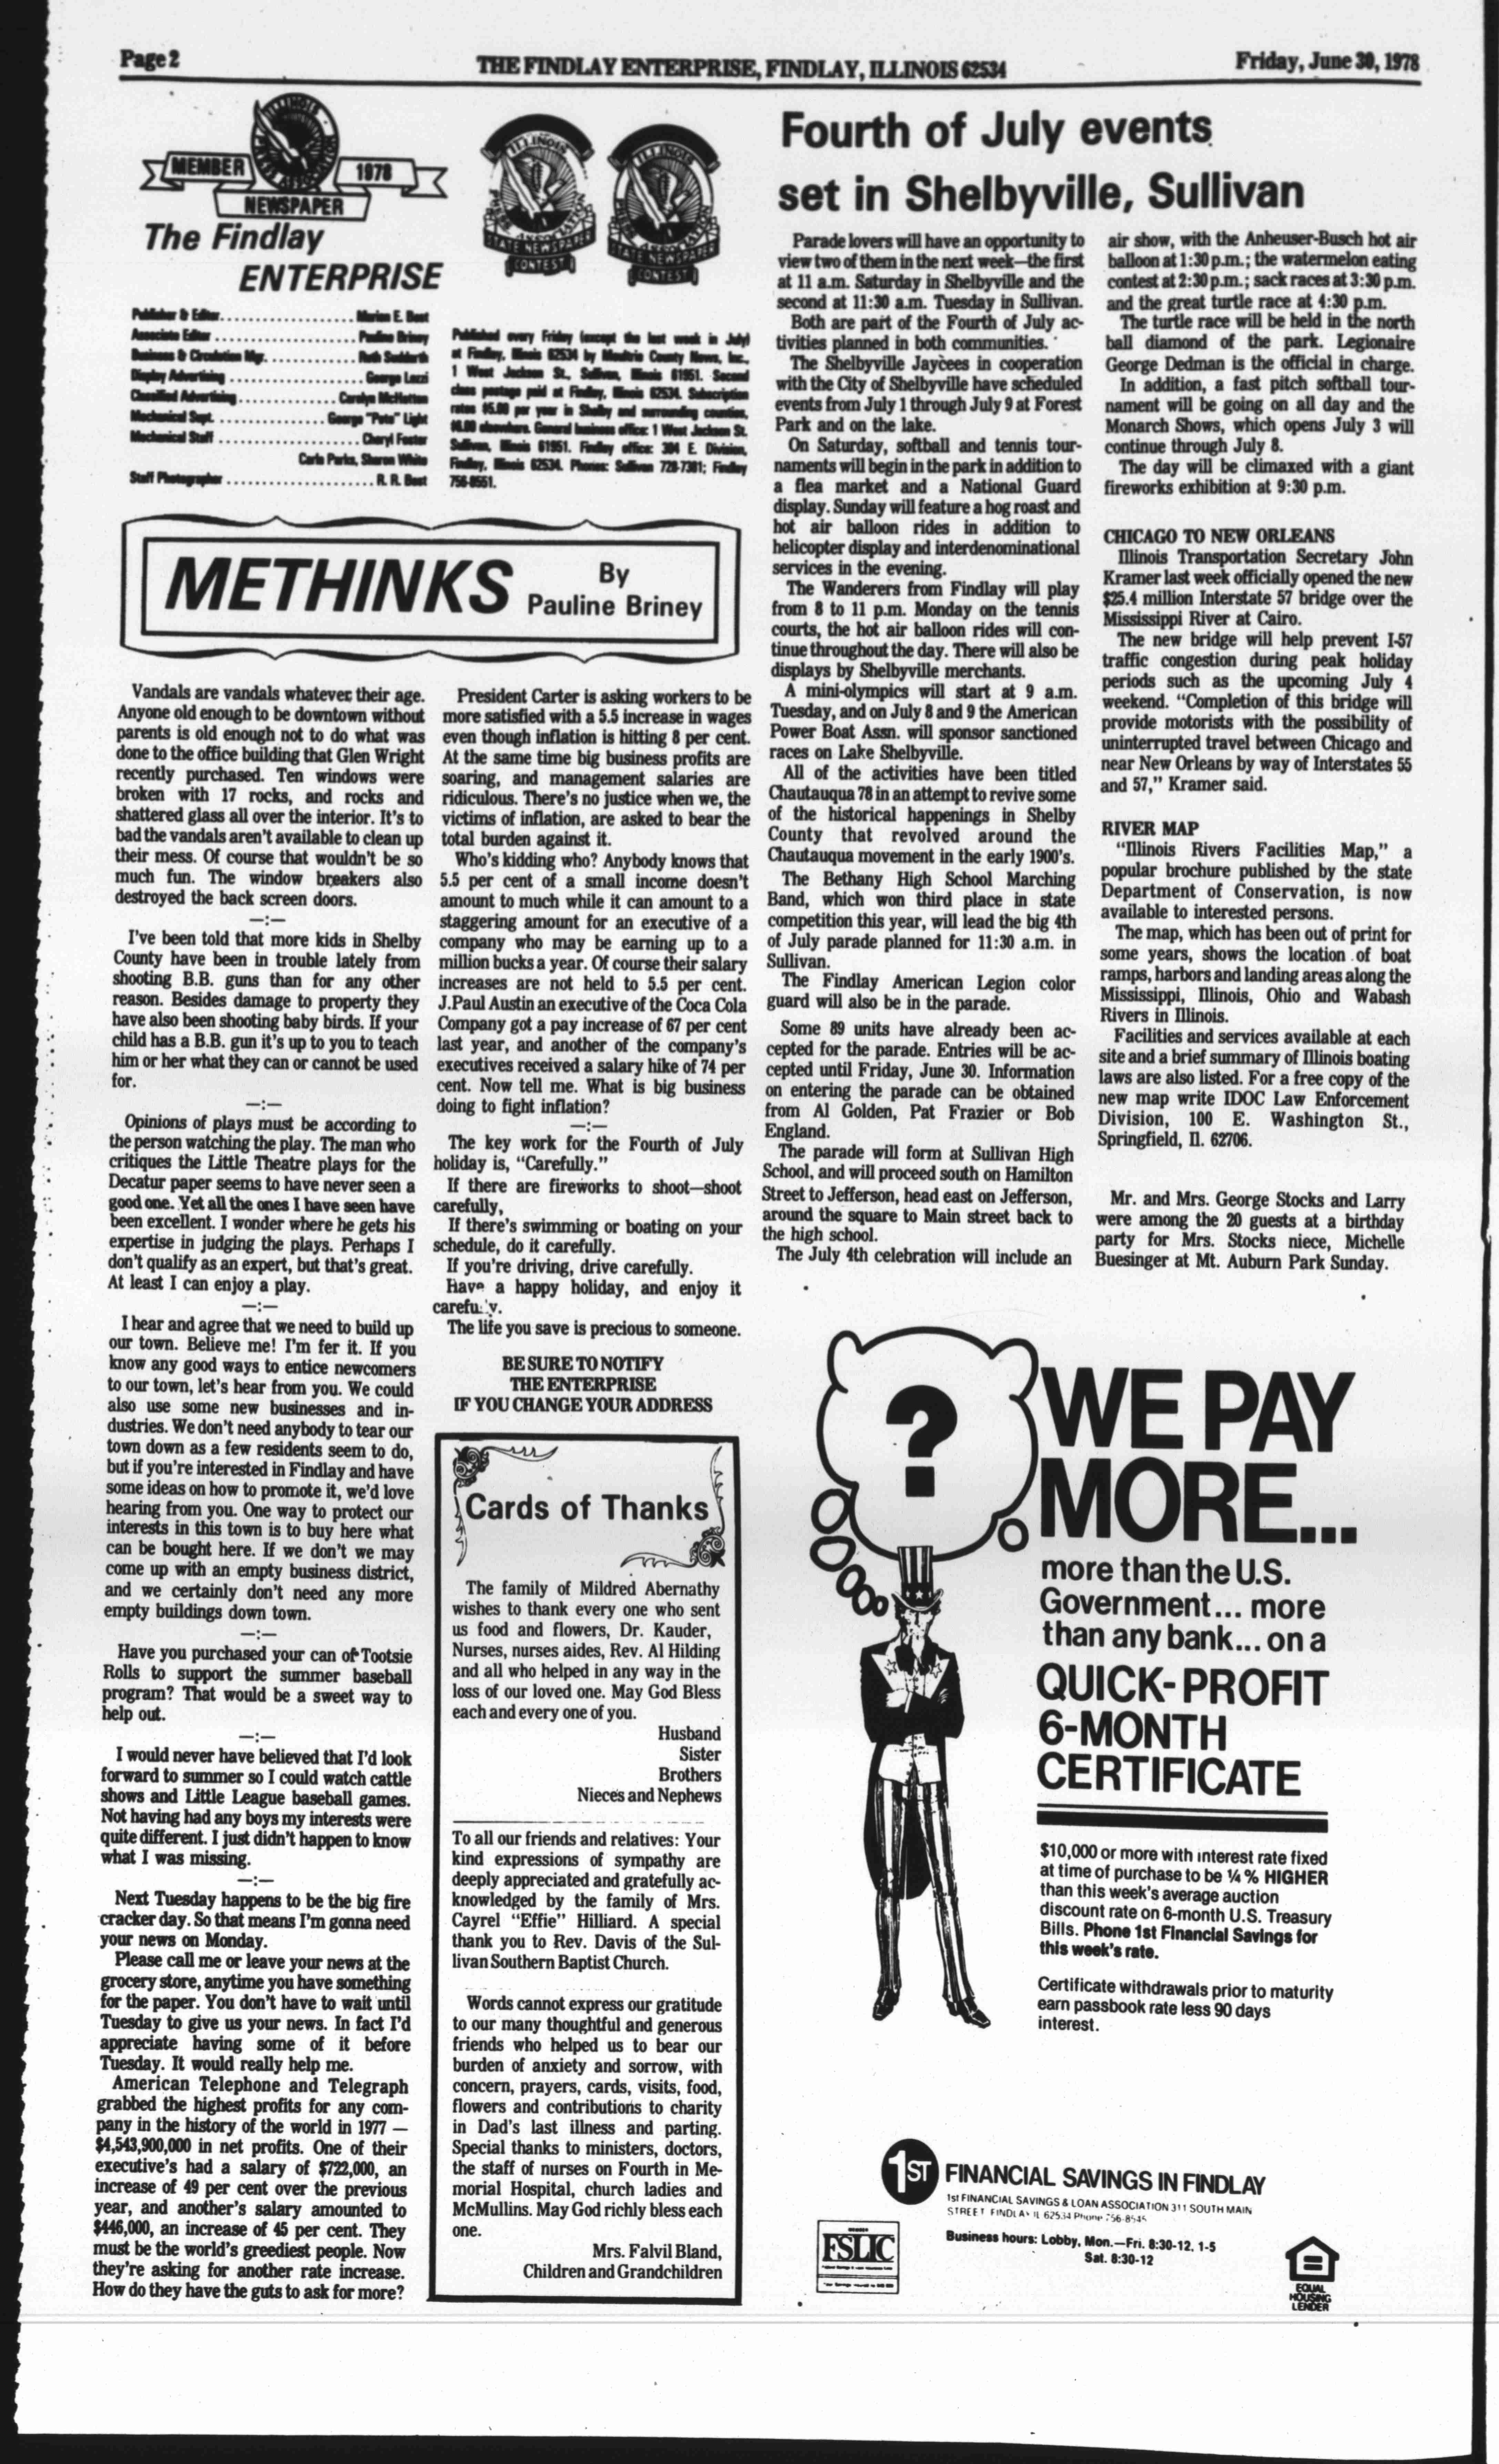 Page 2
THE FINDLAY ENTERPRISE, FINDLAY, ILLINOIS 62534
Friday, June 30, 1978
ILLINOIS
MEMBER
1978
NEWSPAPER
The Findlay
ENTERPRISE
ILLINOIS
PRESS ASSOCIATION
STATE NEWSPAPER
CONTEST
ILLINOIS
PRESS ASSOCIATION
STATE NEWSPAPER
CONTEST
Publisher & Editor. . . . . . . . . . . . . . . . . . Marion E. Best
Associate Editor . . . . . . . . . . . . . . . . . . . Pauline Briney
Business & Circulation Mgr. . . . . . . . . . . . . Ruth Suddarth
Display Advertising . . . . . . . . . . . . . . . . . . George
Classified Advertising. . . . . . . . . . . . . Carolyn McHatten
Mechanical Supt. . . . . . . . . . . . . . . George "Pete" Light
Mechanical Staff . . . . . . . . . . . . . . . . . . . Cheryl Foster
Carla Parks, Sharon White
Staff Photographer . . . . . . . . . . . . . . . . . . . R. R. Best
Published every Friday (except the last week in July)
at Findlay, Illinois 62534 by Moultrie County News, Inc.,
1 West Jackson St., Sullivan, Illinois 61951. Second
class postage paid at Findlay, Illinois 62534. Subscription
rates $5.00 per year in Shelby and surrounding counties,
$6.00 elsewhere. General business office: 1 West Jackson St.
Sullivan, Illinois 61951. Findlay office: 304 E. Division,
Findlay, Illinois 62534. Phones: Sullivan 728-7381; Findlay
756-8551.
METHINKS
By
Pauline Briney
Vandals are vandals whatever their age.
Anyone old enough to be downtown without
parents is old enough not to do what was
done to the office building that Glen Wright
recently purchased. Ten windows were
broken with 17 rocks, and rocks and
shattered glass all over the interior. It's to
bad the vandals aren't available to clean up
their mess. Of course that wouldn't be so
much fun. The window breakers also
destroyed the back screen doors.
—:—
I've been told that more kids in Shelby
County have been in trouble lately from
shooting B.B. guns than for any other
reason. Besides damage to property they
have also been shooting baby birds. If your
child has a B.B. gun it's up to you to teach
him or her what they can or cannot be used
for.
—:—
Opinions of plays must be according to
the person watching the play. The man who
critiques the Little Theatre plays for the
Decatur paper seems to have never seen a
good one. Yet all the ones I have seen have
been excellent. I wonder where he gets his
expertise in judging the plays. Perhaps I
don't qualify as an expert, but that's great.
At least I can enjoy a play.
—:—
I hear and agree that we need to build up
our town. Believe me! I'm fer it. If you
know any good ways to entice newcomers
to our town, let's hear from you. We could
also use some new businesses and in-
dustries. We don't need anybody to tear our
town down as a few residents seem to do,
but if you're interested in Findlay and have
some ideas on how to promote it, we'd love
hearing from you. One way to protect our
interests in this town is to buy here what
can be bought here. If we don't we may
come up with an empty business district,
and we certainly don't need any more
empty buildings down town.
—:—
Have you purchased your can of Tootsie
Rolls to support the summer baseball
program? That would be a sweet way to
help out.
—:—
I would never have believed that I'd look
forward to summer so I could watch cattle
shows and Little League baseball games.
Not having had any boys my interests were
quite different. I just didn't happen to know
what I was missing.
—:—
Next Tuesday happens to be the big fire
cracker day. So that means I'm gonna need
your news on Monday.
Please call me or leave your news at the
grocery store, anytime you have something
for the paper. You don't have to wait until
Tuesday to give us your news. In fact I'd
appreciate having some of it before
Tuesday. It would really help me.
American Telephone and Telegraph
grabbed the highest profits for any com-
pany in the history of the world in 1977 —
$4,543,900,000 in net profits. One of their
executive's had a salary of $722,000, an
increase of 49 per cent over the previous
year, and another's salary amounted to
$446,000, an increase of 45 per cent. They
must be the world's greediest people. Now
they're asking for another rate increase.
How do they have the guts to ask for more?
President Carter is asking workers to be
more satisfied with a 5.5 increase in wages
even though inflation is hitting 8 per cent.
At the same time big business profits are
soaring, and management salaries are
ridiculous. There's no justice when we, the
victims of inflation, are asked to bear the
total burden against it.
Who's kidding who? Anybody knows that
5.5 per cent of a small income doesn't
amount to much while it can amount to a
staggering amount for an executive of a
company who may be earning up to a
million bucks a year. Of course their salary
increases are not held to 5.5 per cent.
J.Paul Austin an executive of the Coca Cola
Company got a pay increase of 67 per cent
last year, and another of the company's
executives received a salary hike of 74 per
cent. Now tell me. What is big business
doing to fight inflation?
—:—
The key work for the Fourth of July
holiday is, "Carefully."
If there are fireworks to shoot—shoot
carefully,
If there's swimming or boating on your
schedule, do it carefully.
If you're driving, drive carefully.
Have a happy holiday, and enjoy it
carefully.
The life you save is precious to someone.
BE SURE TO NOTIFY
THE ENTERPRISE
IF YOU CHANGE YOUR ADDRESS
Cards of Thanks
The family of Mildred Abernathy
wishes to thank every one who sent
us food and flowers, Dr. Kauder,
Nurses, nurses aides, Rev. Al Hilding
and all who helped in any way in the
loss of our loved one. May God Bless
each and every one of you.
Husband
Sister
Brothers
Nieces and Nephews
To all our friends and relatives: Your
kind expressions of sympathy are
deeply appreciated and gratefully ac-
knowledged by the family of Mrs.
Cayrel "Effie" Hilliard. A special
thank you to Rev. Davis of the Sul-
livan Southern Baptist Church.
Words cannot express our gratitude
to our many thoughtful and generous
friends who helped us to bear our
burden of anxiety and sorrow, with
concern, prayers, cards, visits, food,
flowers and contributions to charity
in Dad's last illness and parting.
Special thanks to ministers, doctors,
the staff of nurses on Fourth in Me-
morial Hospital, church ladies and
McMullins. May God richly bless each
one.
Mrs. Falvil Bland,
Children and Grandchildren
Fourth of July events
set in Shelbyville, Sullivan
Parade lovers will have an opportunity to
view two of them in the next week—the first
at 11 a.m. Saturday in Shelbyville and the
second at 11:30 a.m. Tuesday in Sullivan.
Both are part of the Fourth of July ac-
tivities planned in both communities.
The Shelbyville Jaycees in cooperation
with the City of Shelbyville have scheduled
events from July 1 through July 9 at Forest
Park and on the lake.
On Saturday, softball and tennis tour-
naments will begin in the park in addition to
a flea market and a National Guard
display. Sunday will feature a hog roast and
hot air balloon rides in addition to
helicopter display and interdenominational
services in the evening.
The Wanderers from Findlay will play
from 8 to 11 p.m. Monday on the tennis
courts, the hot air balloon rides will con-
tinue throughout the day. There will also be
displays by Shelbyville merchants.
A mini-olympics will start at 9 a.m.
Tuesday, and on July 8 and 9 the American
Power Boat Assn. will sponsor sanctioned
races on Lake Shelbyville.
All of the activities have been titled
Chautauqua 78 in an attempt to revive some
of the historical happenings in Shelby
County that revolved around the
Chautauqua movement in the early 1900's.
The Bethany High School Marching
Band, which won third place in state
competition this year, will lead the big 4th
of July parade planned for 11:30 a.m. in
Sullivan.
The Findlay American Legion color
guard will also be in the parade.
Some 89 units have already been ac-
cepted for the parade. Entries will be ac-
cepted until Friday, June 30. Information
on entering the parade can be obtained
from Al Golden, Pat Frazier or Bob
England.
The parade will form at Sullivan High
School, and will proceed south on Hamilton
Street to Jefferson, head east on Jefferson,
around the square to Main street back to
the high school.
The July 4th celebration will include an
air show, with the Anheuser-Busch hot air
balloon at 1:30 p.m.; the watermelon eating
contest at 2:30 p.m.; sack races at 3:30 p.m.
and the great turtle race at 4:30 p.m.
The turtle race will be held in the north
ball diamond of the park. Legionaire
George Dedman is the official in charge.
In addition, a fast pitch softball tour-
nament will be going on all day and the
Monarch Shows, which opens July 3 will
continue through July 8.
The day will be climaxed with a giant
fireworks exhibition at 9:30 p.m.
CHICAGO TO NEW ORLEANS
Illinois Transportation Secretary John
Kramer last week officially opened the new
$25.4 million Interstate 57 bridge over the
Mississippi River at Cairo.
The new bridge will help prevent I-57
traffic congestion during peak holiday
periods such as the upcoming July 4
weekend. "Completion of this bridge will
provide motorists with the possibility of
uninterrupted travel between Chicago and
near New Orleans by way of Interstates 55
and 57," Kramer said.
RIVER MAP
"Illinois Rivers Facilities Map," a
popular brochure published by the state
Department of Conservation, is now
available to interested persons.
The map, which has been out of print for
some years, shows the location of boat
ramps, harbors and landing areas along the
Mississippi, Illinois, Ohio and Wabash
Rivers in Illinois.
Facilities and services available at each
site and a brief summary of Illinois boating
laws are also listed. For a free copy of the
new map write IDOC Law Enforcement
Division, 100 E. Washington St.,
Springfield, Il. 62706.
Mr. and Mrs. George Stocks and Larry
were among the 20 guests at a birthday
party for Mrs. Stocks niece, Michelle
Buesinger at Mt. Auburn Park Sunday.
?
WE PAY
MORE...
more than the U.S.
Government... more
than any bank... on a
QUICK-PROFIT
6-MONTH
CERTIFICATE
$10,000 or more with interest rate fixed
at time of purchase to be ¼ % HIGHER
than this week's average auction
discount rate on 6-month U.S. Treasury
Bills. Phone 1st Financial Savings for
this week's rate.
Certificate withdrawals prior to maturity
earn passbook rate less 90 days
interest.
1ST FINANCIAL SAVINGS IN FINDLAY
1st FINANCIAL SAVINGS & LOAN ASSOCIATION 311 SOUTH MAIN
STREET FINDLAY IL 62534 Phone 756-8545
Business hours: Lobby, Mon.—Fri. 8:30-12, 1-5
Sat. 8:30-12
MEMBER
FSLIC
EQUAL
HOUSING
LENDER